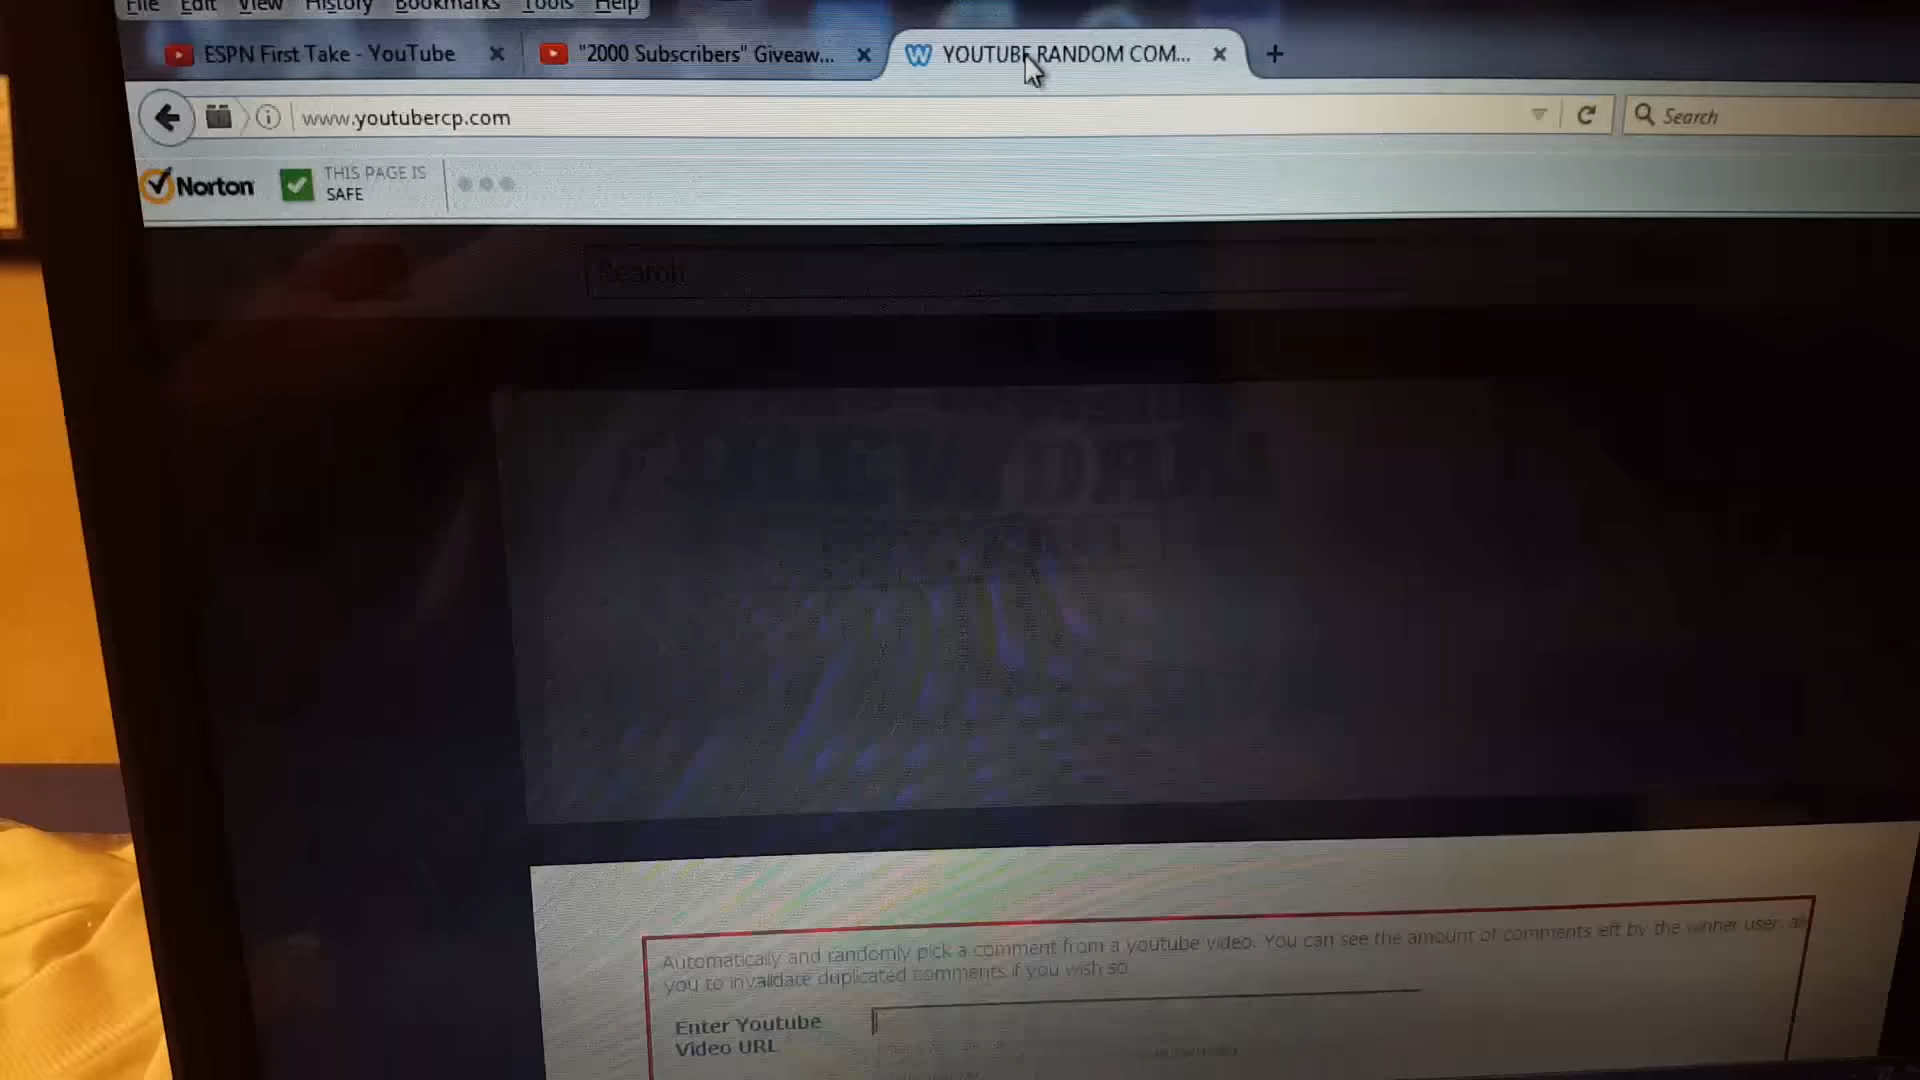 File Edit View History Bookmarks Tools Help
ESPN First Take - YouTube
"2000 Subscribers" Giveaw...
YOUTUBE RANDOM COM...
www.youtubercp.com
Search
Norton
THIS PAGE IS
SAFE
Search
Automatically and randomly pick a comment from a youtube video. You can see the amount of comments left by the winner user,
you to invalidate duplicated comments if you wish so
Enter Youtube
Video URL